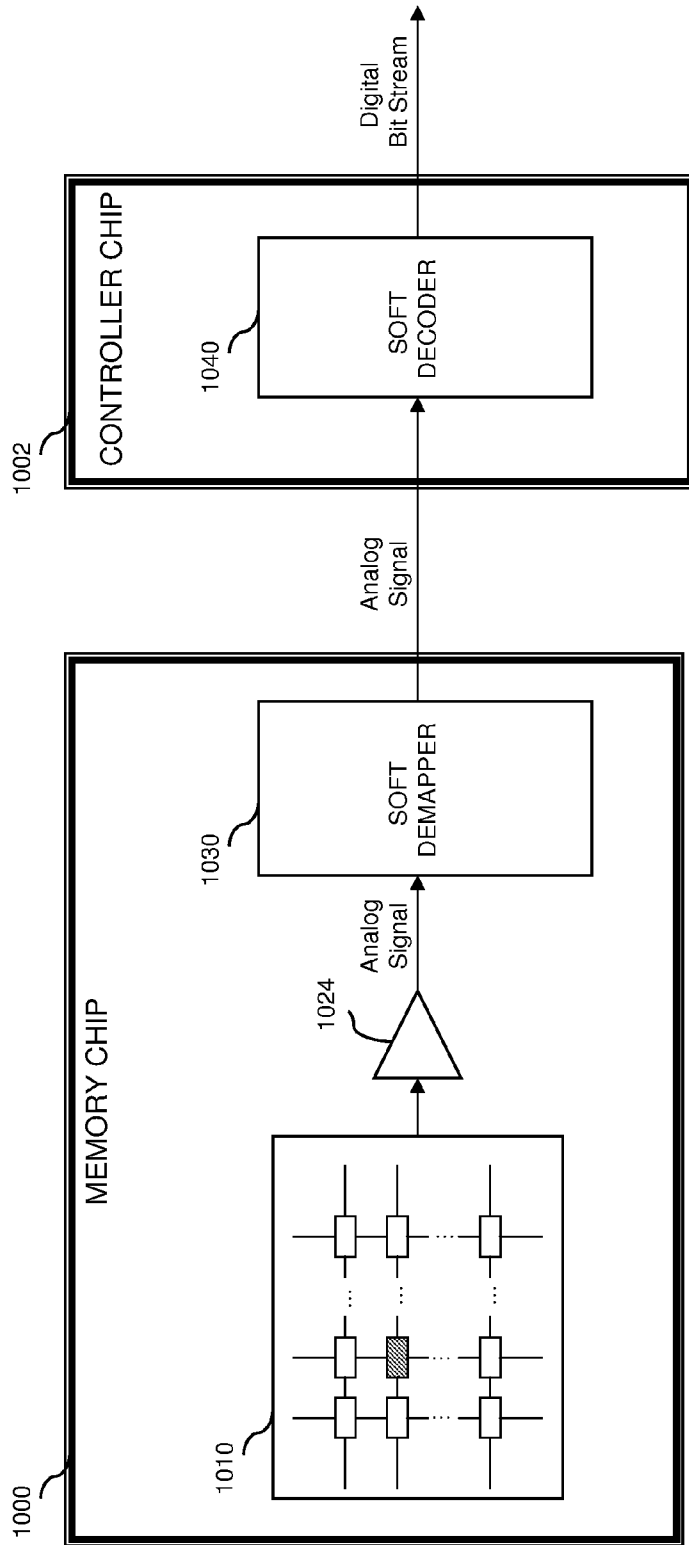 1000
MEMORY CHIP
1010
...
...
...
...
...
...
1024
Analog
Signal
1030
SOFT
DEMAPPER
Analog
Signal
1002
CONTROLLER CHIP
1040
SOFT
DECODER
Digital
Bit Stream